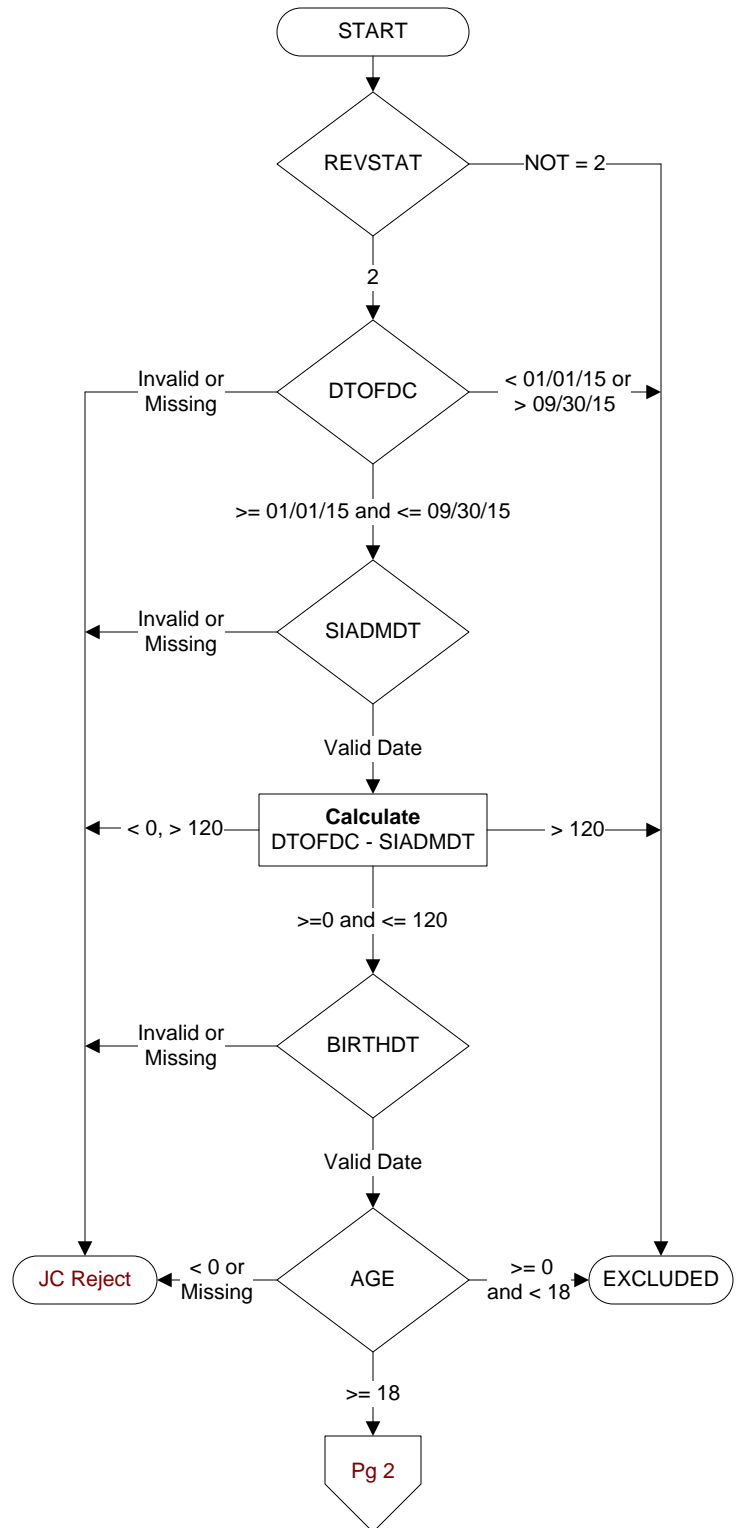 START
REVSTAT
NOT = 2
2
Invalid or
Missing
DTOFDC
< 01/01/15 or
> 09/30/15
>= 01/01/15 and <= 09/30/15
Invalid or
Missing
SIADMDT
Valid Date
< 0, > 120
Calculate
DTOFDC - SIADMDT
> 120
>=0 and <= 120
Invalid or
Missing
BIRTHDT
Valid Date
JC Reject
< 0 or
Missing
AGE
>= 0
and < 18
EXCLUDED
>= 18
Pg 2